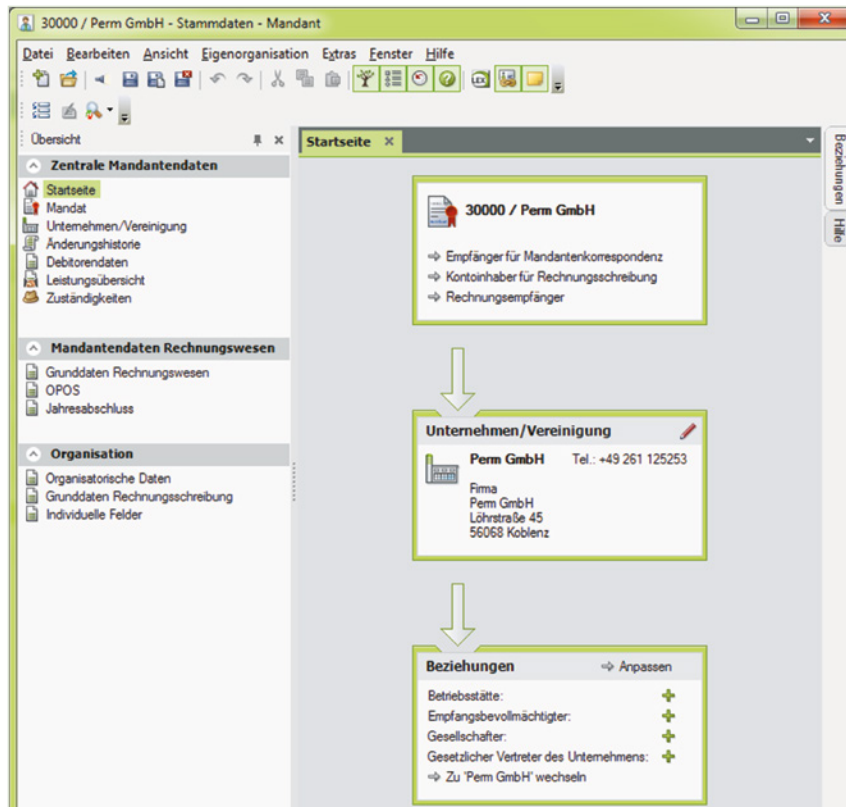 30000 / Perm GmbH - Stammdaten - Mandant
Datei Bearbeiten Ansicht Eigenorganisation Extras Fenster Hilfe
Übersicht
Zentrale Mandantendaten
Startseite
Mandat
Unternehmen/Vereinigung
Änderungshistorie
Debitorendaten
Leistungsübersicht
Zuständigkeiten
Mandantendaten Rechnungswesen
Grunddaten Rechnungswesen
OPOS
Jahresabschluss
Organisation
Organisatorische Daten
Grunddaten Rechnungsschreibung
Individuelle Felder
Startseite
30000 / Perm GmbH
Empfänger für Mandantenkorrespondenz
Kontoinhaber für Rechnungsschreibung
Rechnungsempfänger
Unternehmen/Vereinigung
Perm GmbH Tel.: +49 261 125253
Firma
Perm GmbH
Löhrstraße 45
56068 Koblenz
Beziehungen Anpassen
Betriebsstätte:
Empfangsbevollmächtigter:
Gesellschafter:
Gesetzlicher Vertreter des Unternehmens:
Zu 'Perm GmbH' wechseln
Beziehungen
Hilfe